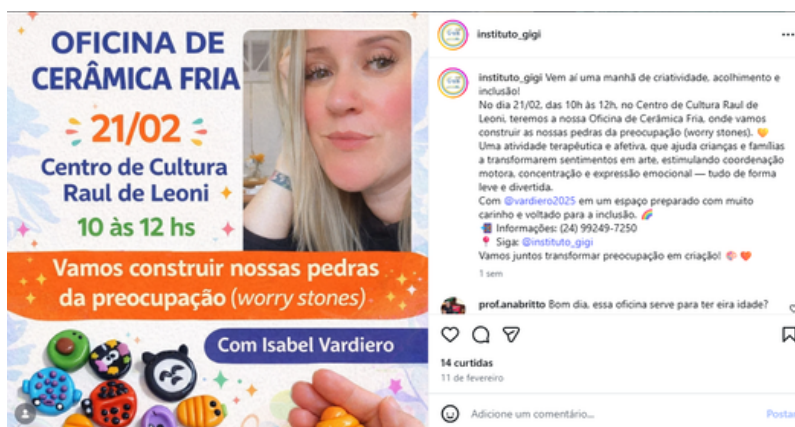 OFICINA DE
CERÂMICA FRIA
21/02
Centro de Cultura
Raul de Leoni
10 às 12 hs
Vamos construir nossas pedras
da preocupação (worry stones)
Com Isabel Vardiero
instituto_gigi
instituto_gigi Vem aí uma manhã de criatividade, acolhimento e
inclusão!
No dia 21/02, das 10h às 12h, no Centro de Cultura Raul de
Leoni, teremos a nossa Oficina de Cerâmica Fria, onde vamos
construir as nossas pedras da preocupação (worry stones). 💛
Uma atividade terapêutica e afetiva, que ajuda crianças e famílias
a transformarem sentimentos em arte, estimulando coordenação
motora, concentração e expressão emocional — tudo de forma
leve e divertida.
Com @vardiero2025 em um espaço preparado com muito
carinho e voltado para a inclusão. 🌈
📲 Informações: (24) 99249-7250
📍 Siga: @instituto_gigi
Vamos juntos transformar preocupação em criação!
1 sem
prof.anabritto Bom dia, essa oficina serve para ter eira idade?
14 curtidas
11 de fevereiro
Adicione um comentário...
Postar